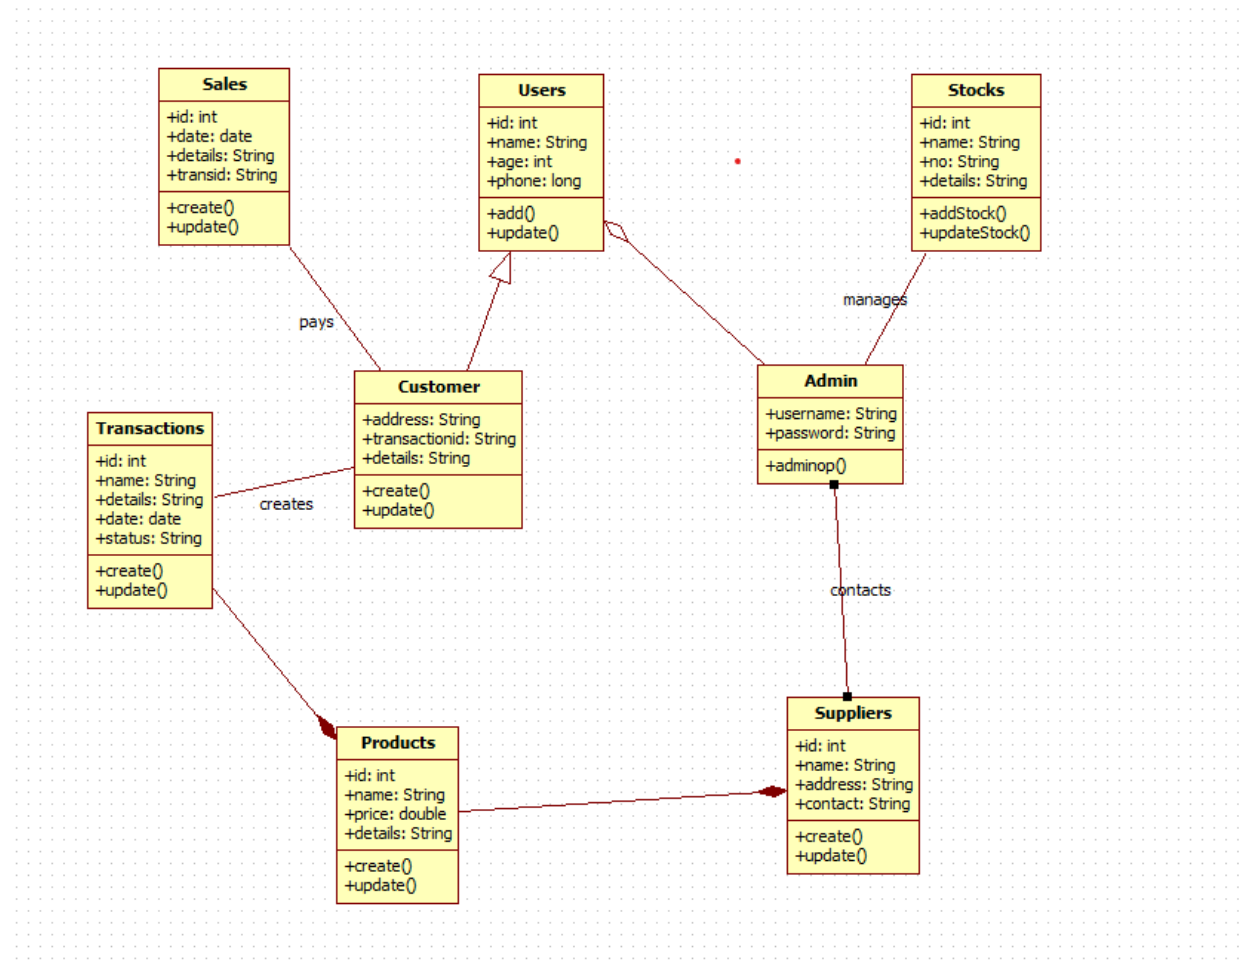 Sales
+id: int
+date: date
+details: String
+transid: String
+create()
+update()
Users
+id: int
+name: String
+age: int
+phone: long
+add()
+update()
Stocks
+id: int
+name: String
+no: String
+details: String
+addStock()
+updateStock()
pays
manages
Customer
+address: String
+transactionid: String
+details: String
+create()
+update()
Admin
+username: String
+password: String
+adminop()
Transactions
+id: int
+name: String
+details: String
+date: date
+status: String
+create()
+update()
creates
contacts
Products
+id: int
+name: String
+price: double
+details: String
+create()
+update()
Suppliers
+id: int
+name: String
+address: String
+contact: String
+create()
+update()